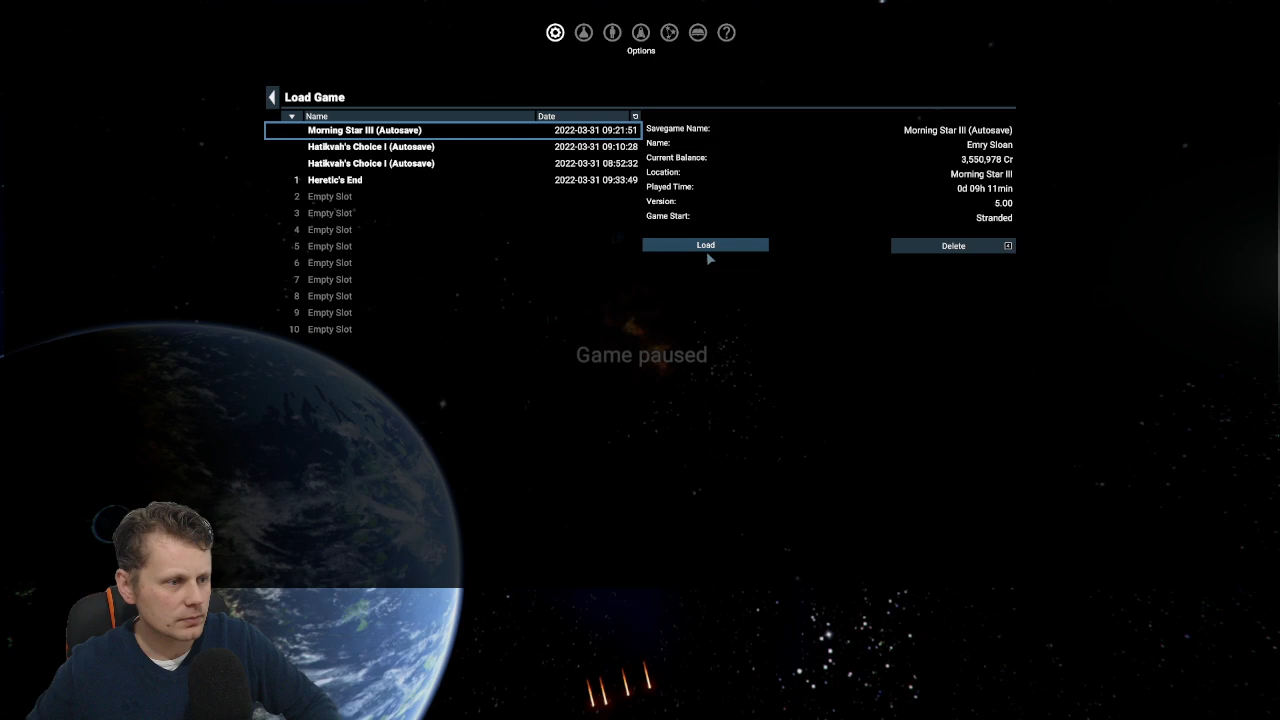 Options
Load Game
Name Date
Morning Star III (Autosave) 2022-03-31 09:21:51
Hatikvah's Choice I (Autosave) 2022-03-31 09:10:28
Hatikvah's Choice I (Autosave) 2022-03-31 08:52:32
1 Heretic's End 2022-03-31 09:33:49
2 Empty Slot
3 Empty Slot
4 Empty Slot
5 Empty Slot
6 Empty Slot
7 Empty Slot
8 Empty Slot
9 Empty Slot
10 Empty Slot
Savegame Name: Morning Star III (Autosave)
Name: Emry Sloan
Current Balance: 3,550,978 Cr
Location: Morning Star III
Played Time: 0d 09h 11min
Version: 5.00
Game Start: Stranded
Load Delete
Game paused